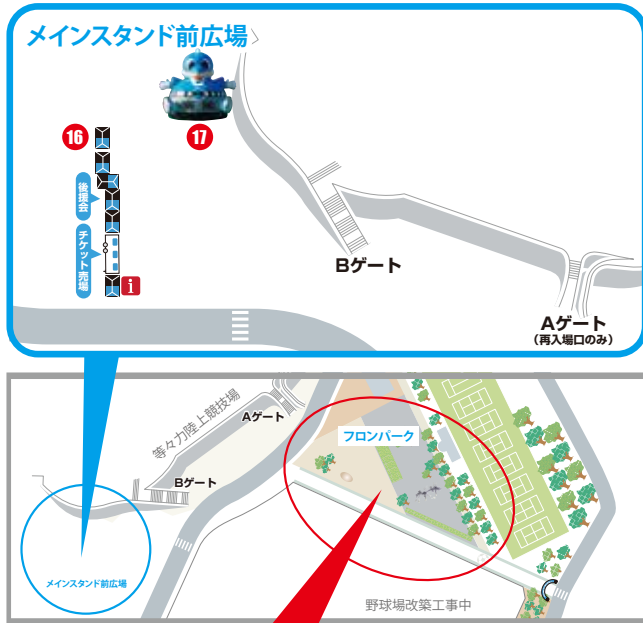 メインスタンド前広場
16
17
後援会
チケット売場
i
Bゲート
Aゲート
(再入場口のみ)
等々力陸上競技場
Aゲート
フロンパーク
Bゲート
メインスタンド前広場
野球場改築工事中